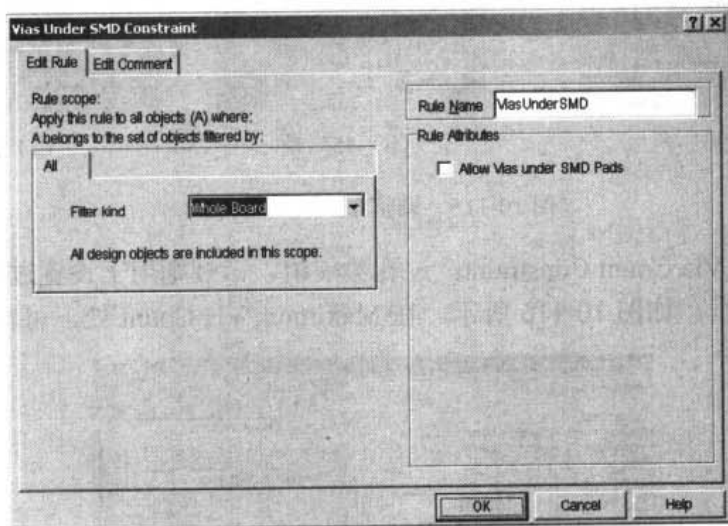 Vias Under SMD Constraint
Edit Rule
Edit Comment
Rule scope:
Apply this rule to all objects (A) where:
A belongs to the set of objects filtered by:
All
Filter kind
Whole Board
All design objects are included in this scope.
Rule Name
ViasUnderSMD
Rule Attributes
Allow Vias under SMD Pads
OK
Cancel
Help